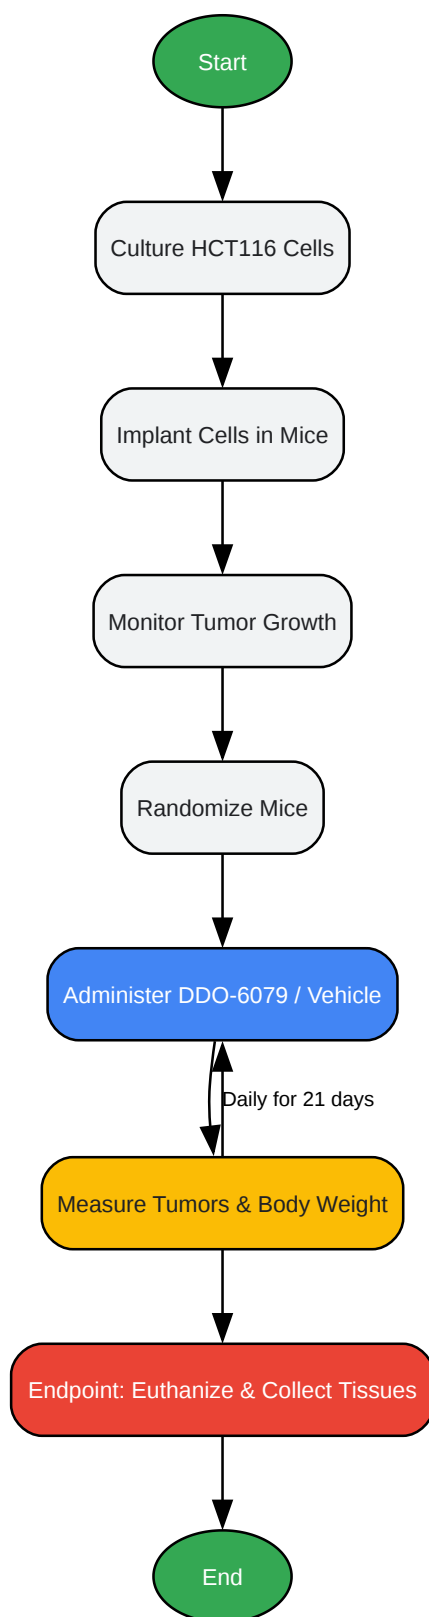 Start
Culture HCT116 Cells
Implant Cells in Mice
Monitor Tumor Growth
Randomize Mice
Administer DDO-6079 / Vehicle
Daily for 21 days
Measure Tumors & Body Weight
Endpoint: Euthanize & Collect Tissues
End